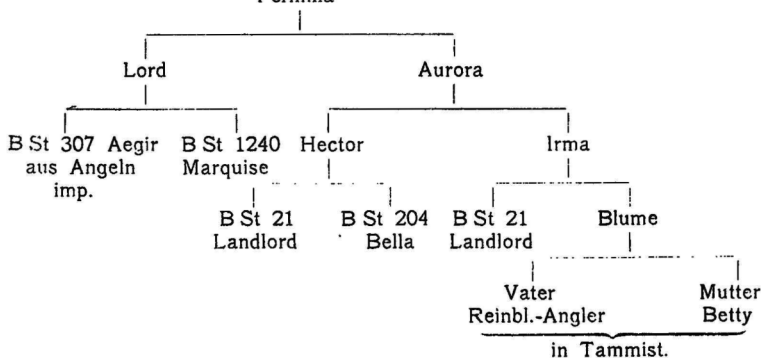 Lord Aurora
B St 307 Aegir B St 1240 Hector Irma
aus Angeln Marquise
imp.
B St 21 B St 204 B St 21 Blume
Landlord Bella Landlord
Vater Mutter
Reinbl.-Angler Betty
in Tammist.